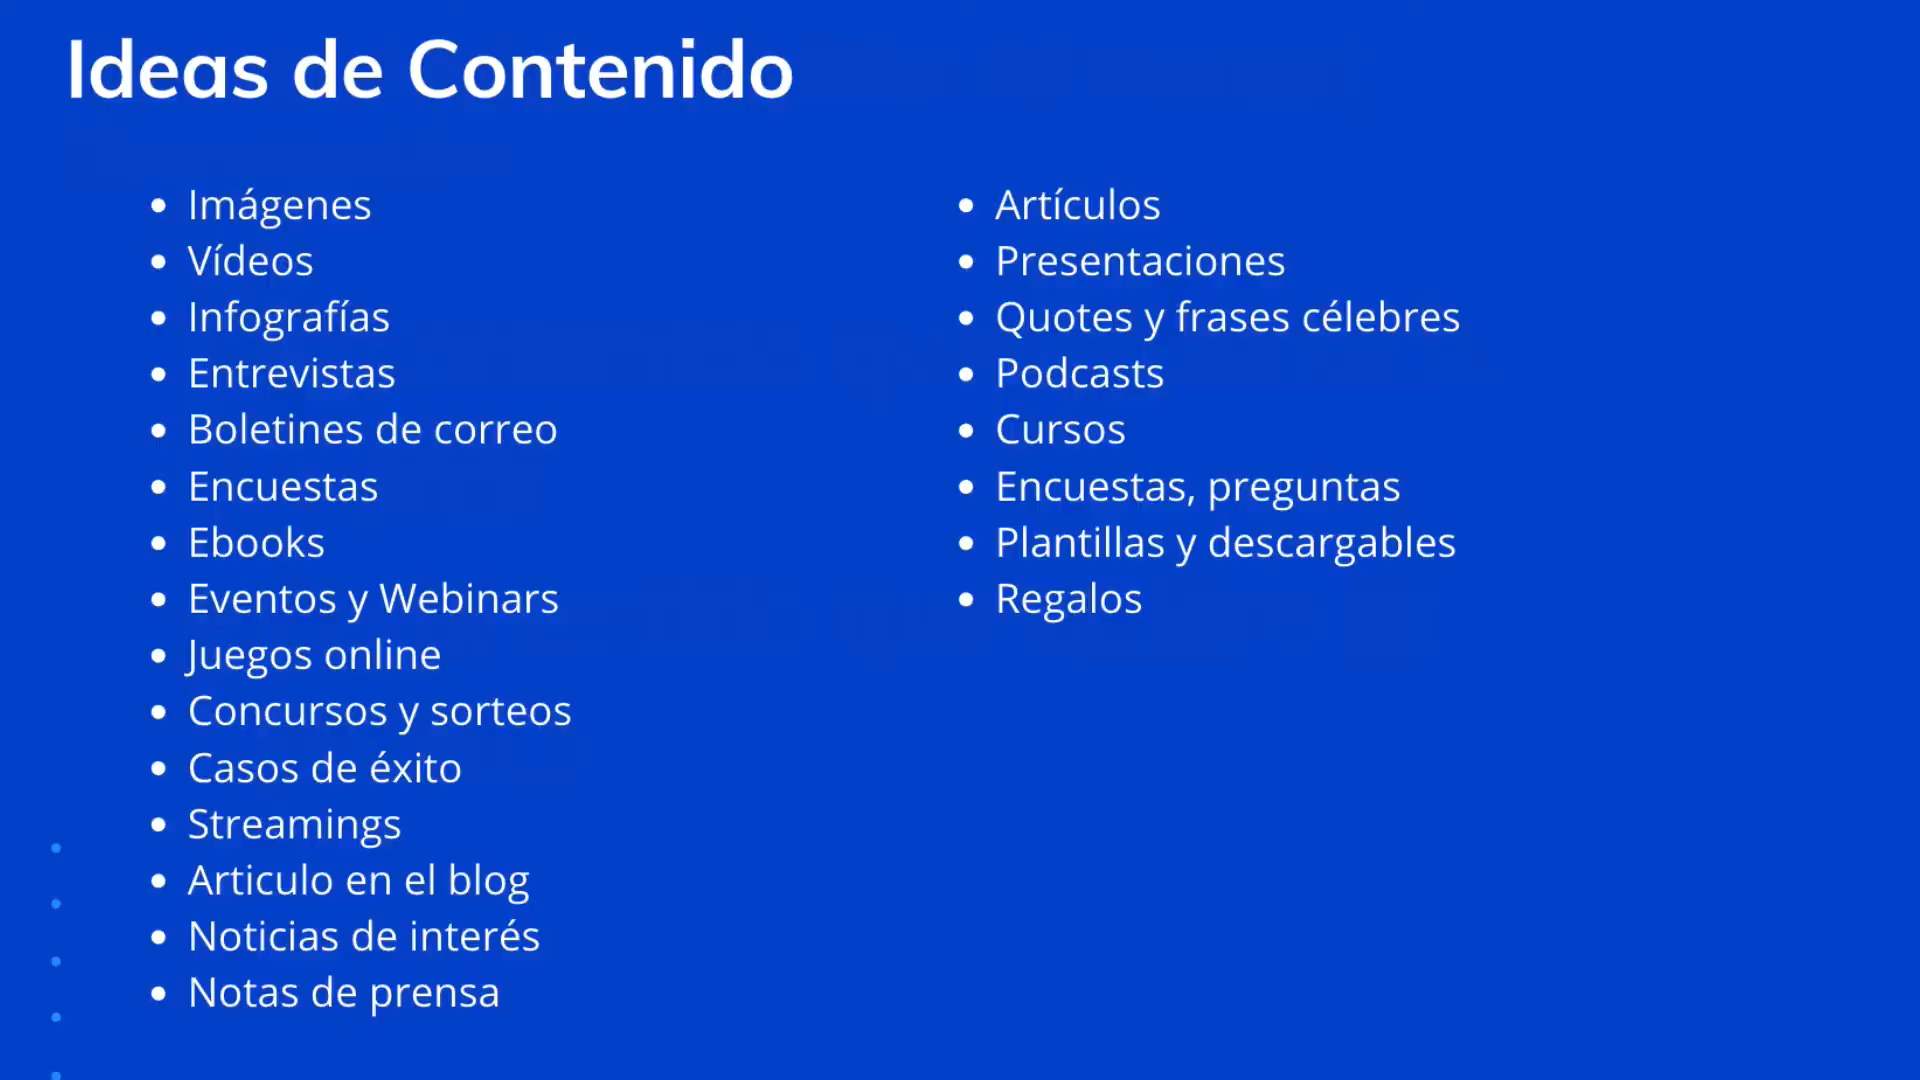 Ideas de Contenido
Imágenes
Vídeos
Infografías
Entrevistas
Boletines de correo
Encuestas
Ebooks
Eventos y Webinars
Juegos online
Concursos y sorteos
Casos de éxito
Streamings
Articulo en el blog
Noticias de interés
Notas de prensa
Artículos
Presentaciones
Quotes y frases célebres
Podcasts
Cursos
Encuestas, preguntas
Plantillas y descargables
Regalos